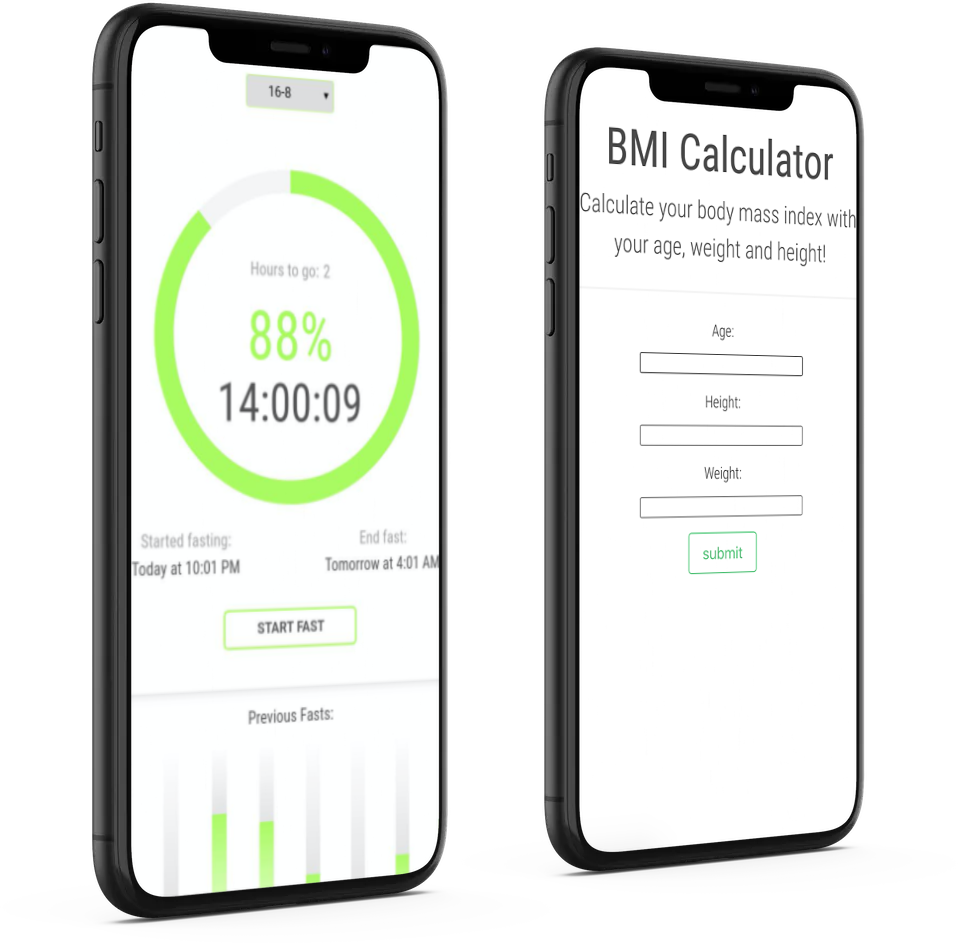 16-8
Hours to go: 2
88%
14:00:09
Started fasting:
Today at 10:01 PM
End fast:
Tomorrow at 4:01 AM
START FAST
Previous Fasts:
BMI Calculator
Calculate your body mass index with
your age, weight and height!
Age:
Height:
Weight:
submit